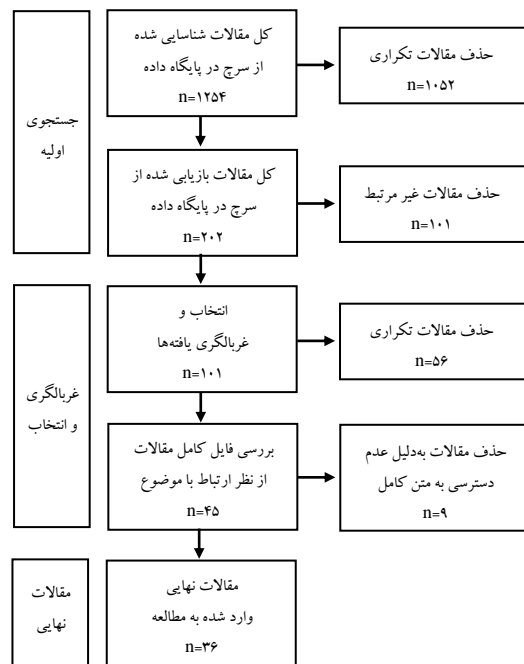 کل مقالات شناسایی شده
از سرچ در پایگاه داده
n=۱۲۵۴
حذف مقالات تکراری
n=۱۰۵۲
جستجوی
اولیه
کل مقالات بازیابی شده از
سرچ در پایگاه داده
n=۲۰۲
حذف مقالات غیر مرتبط
n=۱۰۱
انتخاب و
غربالگری یافته‌ها
n=۱۰۱
حذف مقالات تکراری
n=۵۶
غربالگری
و انتخاب
بررسی فایل کامل مقالات
از نظر ارتباط با موضوع
n=۴۵
حذف مقالات به‌دلیل عدم
دسترسی به متن کامل
n=۹
مقالات
نهایی
مقالات نهایی
وارد شده به مطالعه
n=۳۶